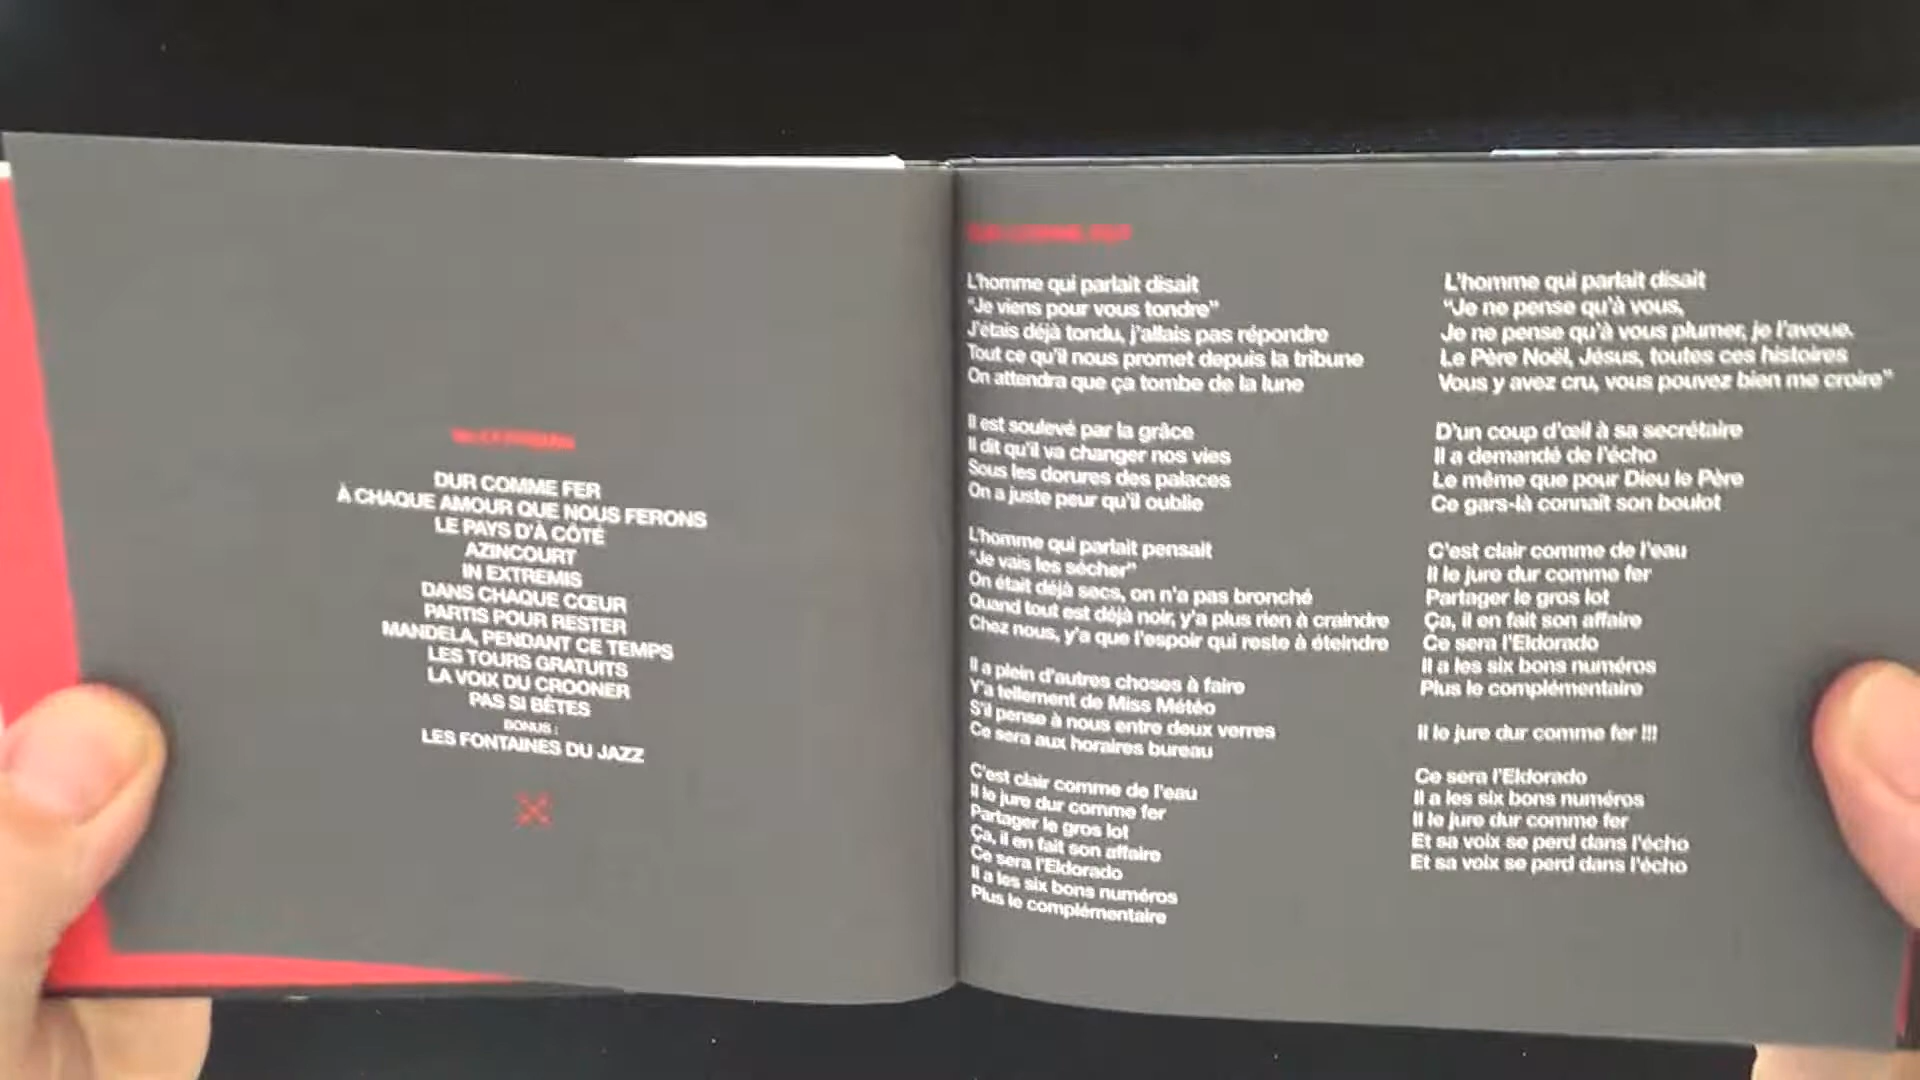 DUR COMME FER
À CHAQUE AMOUR QUE NOUS FERONS
LE PAYS D'À CÔTÉ
AZINCOURT
IN EXTREMIS
DANS CHAQUE CŒUR
PARTIS POUR RESTER
MANDELA, PENDANT CE TEMPS
LES TOURS GRATUITS
LA VOIX DU CROONER
PAS SI BÊTES
BONUS :
LES FONTAINES DU JAZZ
DUR COMME FER
L'homme qui parlait disait
"Je viens pour vous tondre"
J'étais déjà tondu, j'allais pas répondre
Tout ce qu'il nous promet depuis la tribune
On attendra que ça tombe de la lune
Il est soulevé par la grâce
Il dit qu'il va changer nos vies
Sous les dorures des palaces
On a juste peur qu'il oublie
L'homme qui parlait pensait
"Je vais les sécher"
On était déjà secs, on n'a pas bronché
Quand tout est déjà noir, y'a plus rien à craindre
Chez nous, y'a que l'espoir qui reste à éteindre
Il a plein d'autres choses à faire
Y'a tellement de Miss Météo
S'il pense à nous entre deux verres
Ce sera aux horaires bureau
C'est clair comme de l'eau
Il le jure dur comme fer
Partager le gros lot
Ça, il en fait son affaire
Ce sera l'Eldorado
Il a les six bons numéros
Plus le complémentaire
L'homme qui parlait disait
"Je ne pense qu'à vous,
Je ne pense qu'à vous plumer, je l'avoue.
Le Père Noël, Jésus, toutes ces histoires
Vous y avez cru, vous pouvez bien me croire"
D'un coup d'œil à sa secrétaire
Il a demandé de l'écho
Le même que pour Dieu le Père
Ce gars-là connaît son boulot
C'est clair comme de l'eau
Il le jure dur comme fer
Partager le gros lot
Ça, il en fait son affaire
Ce sera l'Eldorado
Il a les six bons numéros
Plus le complémentaire
Il le jure dur comme fer !!!
Ce sera l'Eldorado
Il a les six bons numéros
Il le jure dur comme fer
Et sa voix se perd dans l'écho
Et sa voix se perd dans l'écho